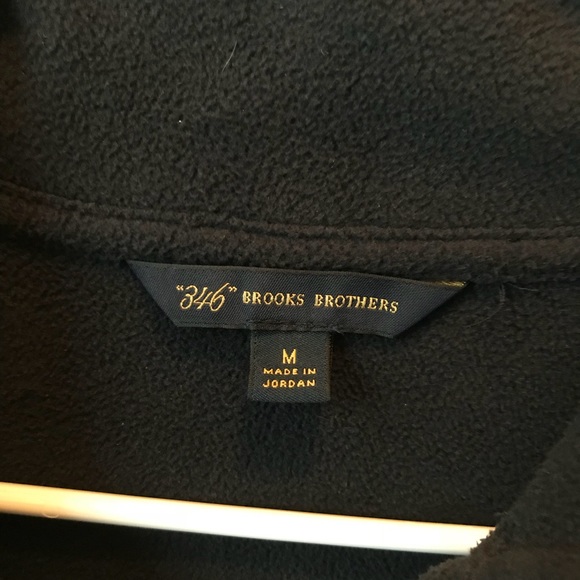 "346" BROOKS BROTHERS
M
MADE IN
JORDAN